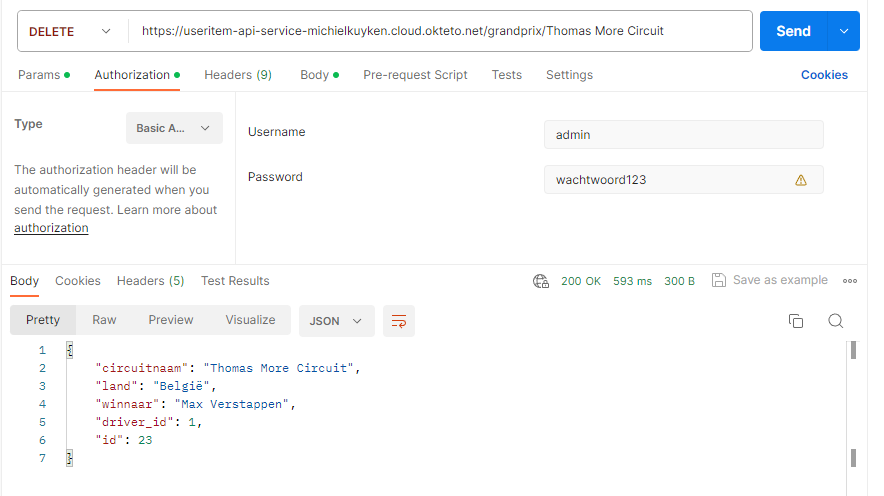 DELETE https://useritem-api-service-michielkuyken.cloud.okteto.net/grandprix/Thomas More Circuit Send
Params Authorization Headers (9) Body Pre-request Script Tests Settings Cookies
Type Basic A...
The authorization header will be
automatically generated when you
send the request. Learn more about
authorization
Username admin
Password wachtwoord123
Body Cookies Headers (5) Test Results 200 OK 593 ms 300 B Save as example
Pretty Raw Preview Visualize JSON
1 {
2 "circuitnaam": "Thomas More Circuit",
3 "land": "België",
4 "winnaar": "Max Verstappen",
5 "driver_id": 1,
6 "id": 23
7 }